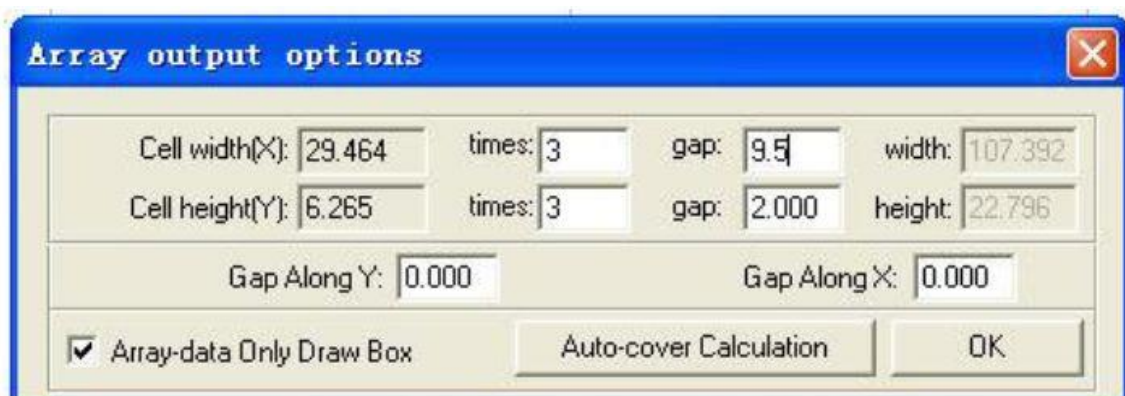 Array output options
Cell width(X): 29.464 times: 3 gap: 9.5 width: 107.392
Cell height(Y): 6.265 times: 3 gap: 2.000 height: 22.796
Gap Along Y: 0.000 Gap Along X: 0.000
Array-data Only Draw Box Auto-cover Calculation OK